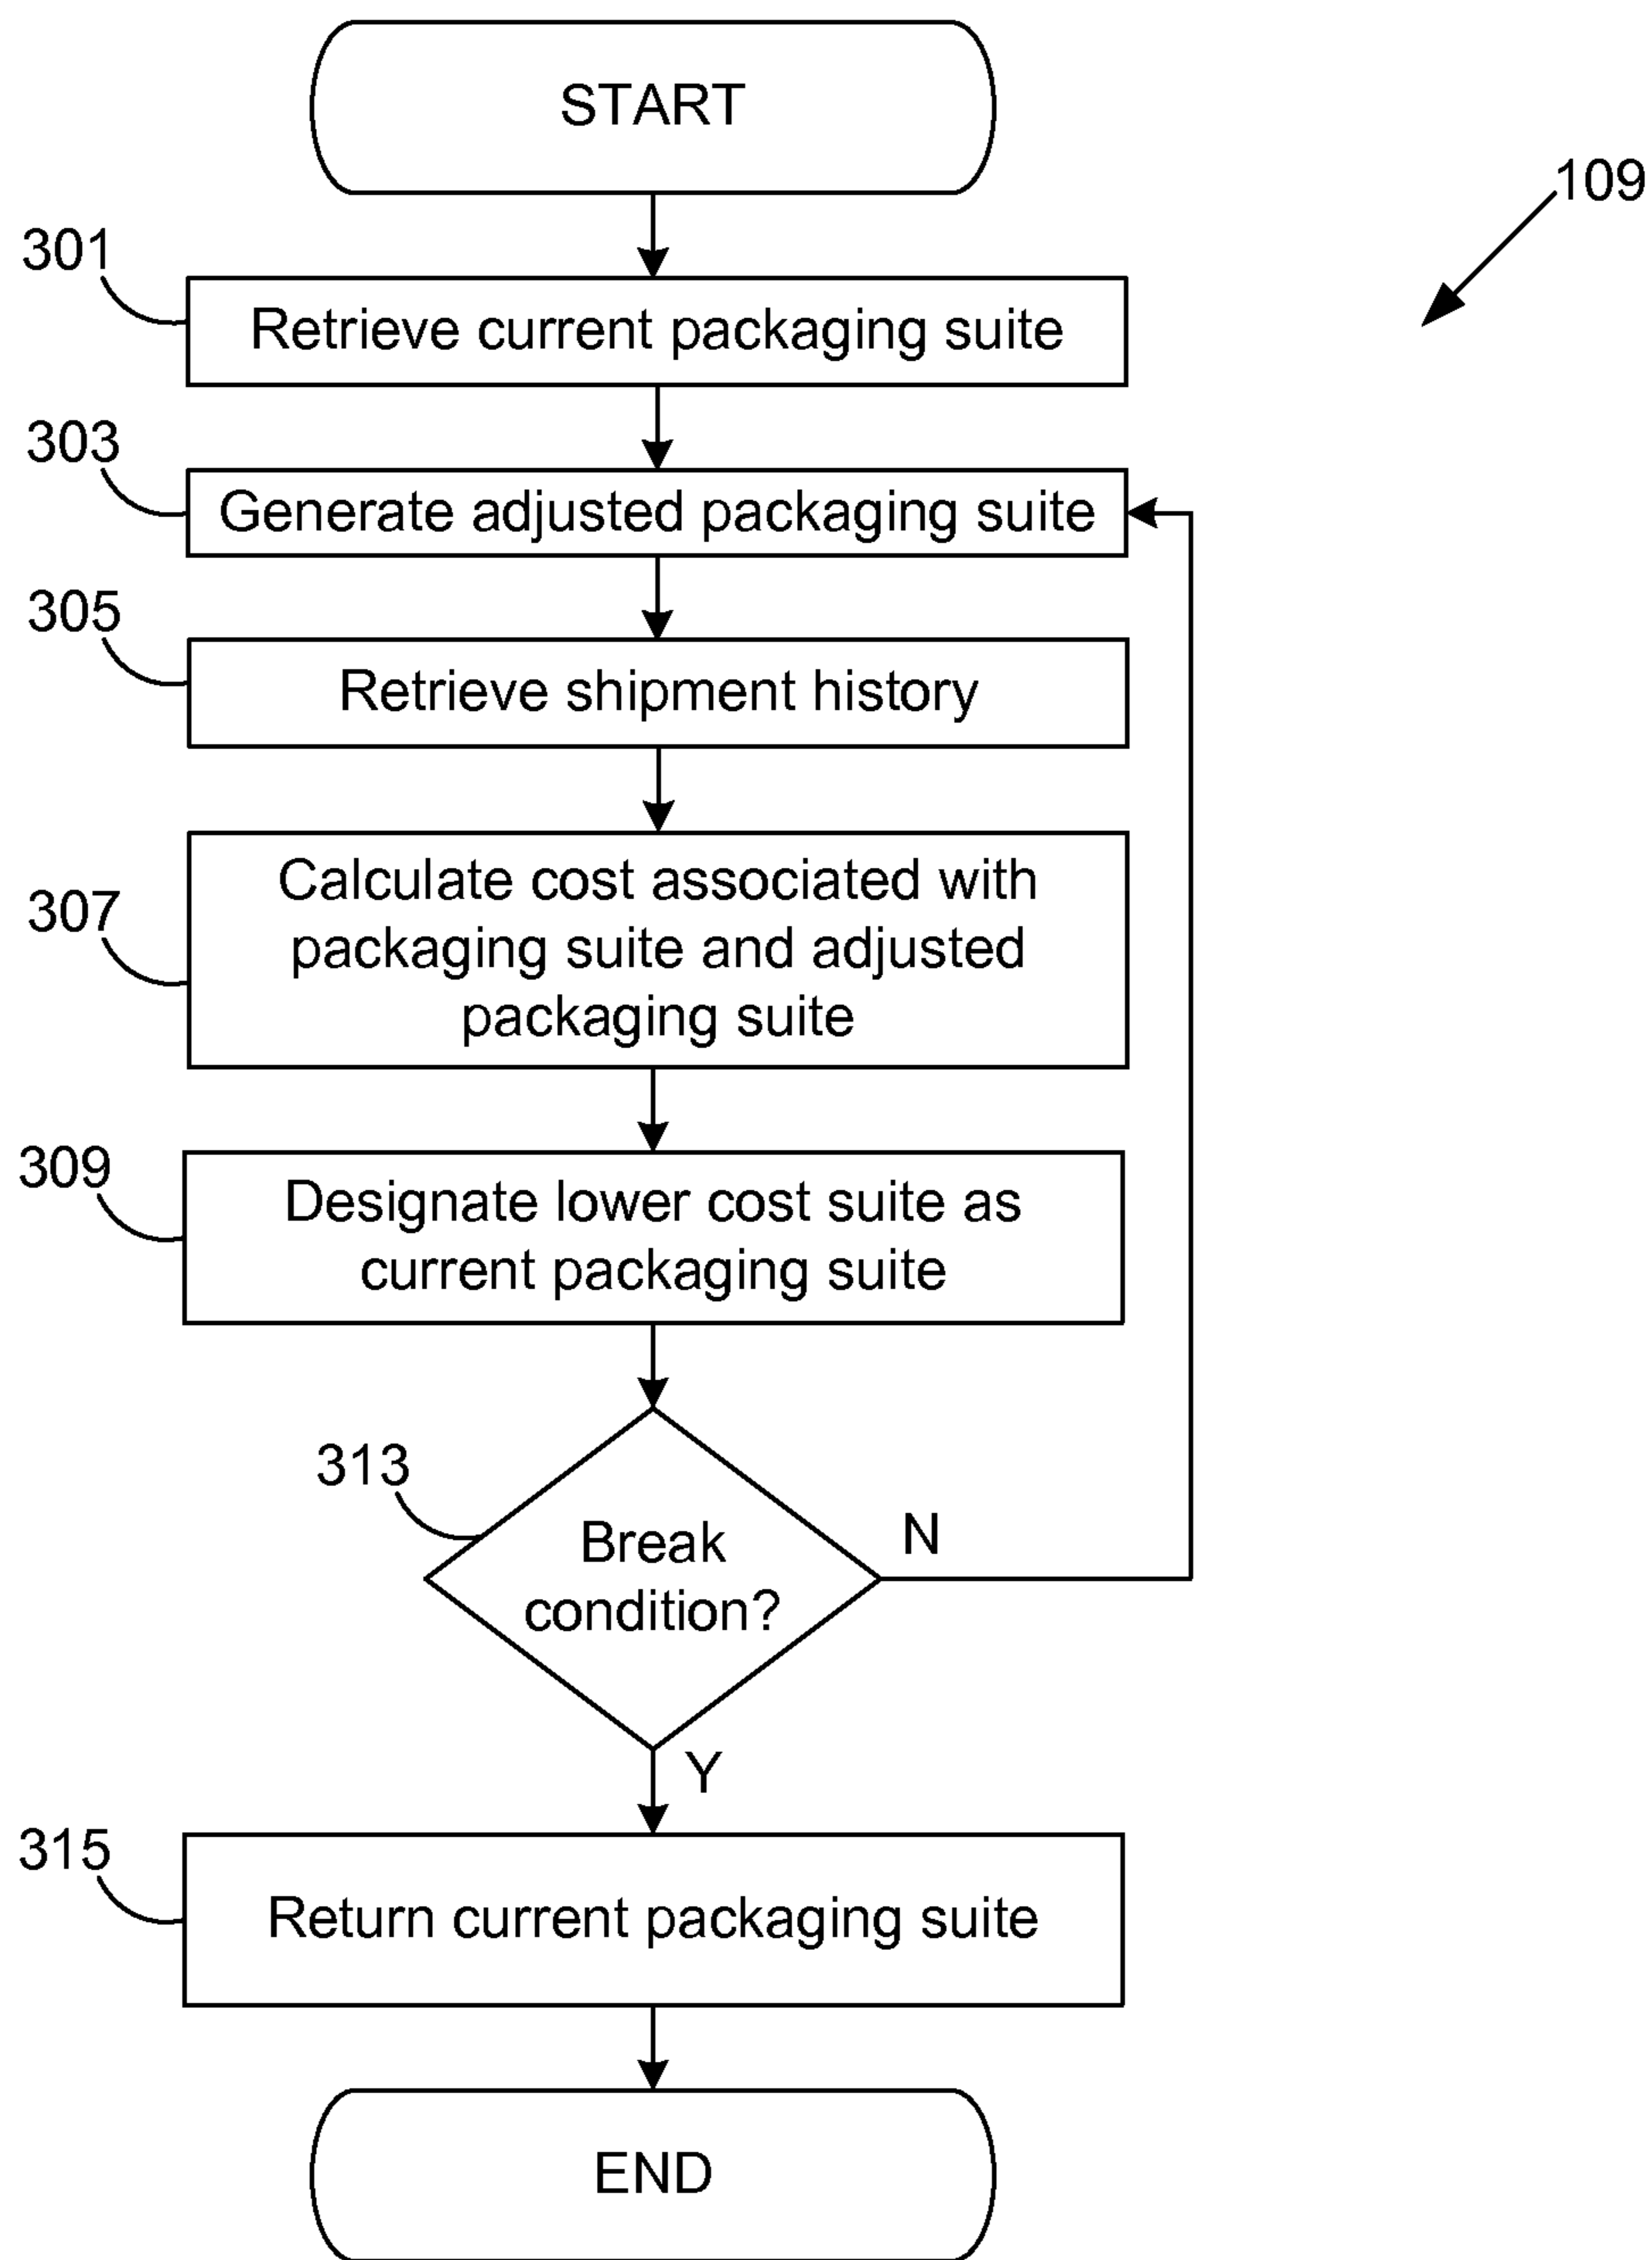 START
109
301
Retrieve current packaging suite
303
Generate adjusted packaging suite
305
Retrieve shipment history
307
Calculate cost associated with
packaging suite and adjusted
packaging suite
309
Designate lower cost suite as
current packaging suite
313
Break
condition?
N
Y
315
Return current packaging suite
END